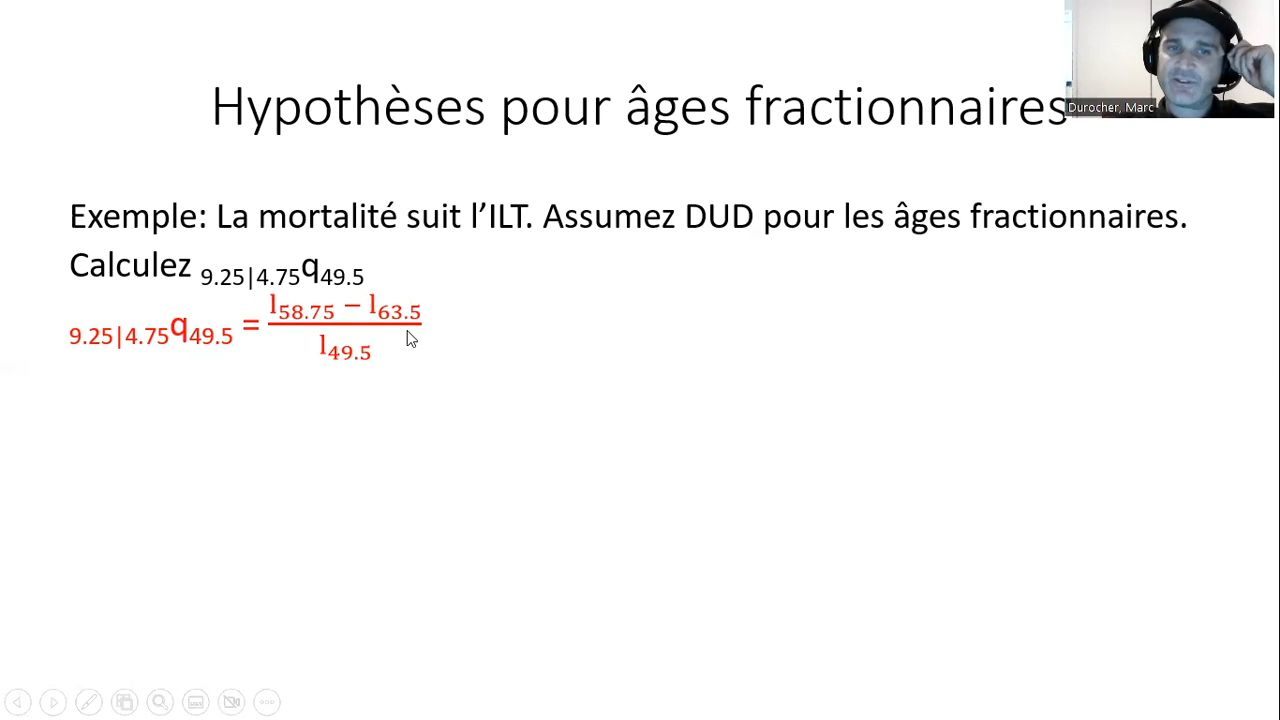 Hypothèses pour âges fractionnaires
Durocher, Marc
Exemple: La mortalité suit l’ILT. Assumez DUD pour les âges fractionnaires.
Calculez 9.25|4.75q49.5
9.25|4.75q49.5 = l58.75 − l63.5
l49.5